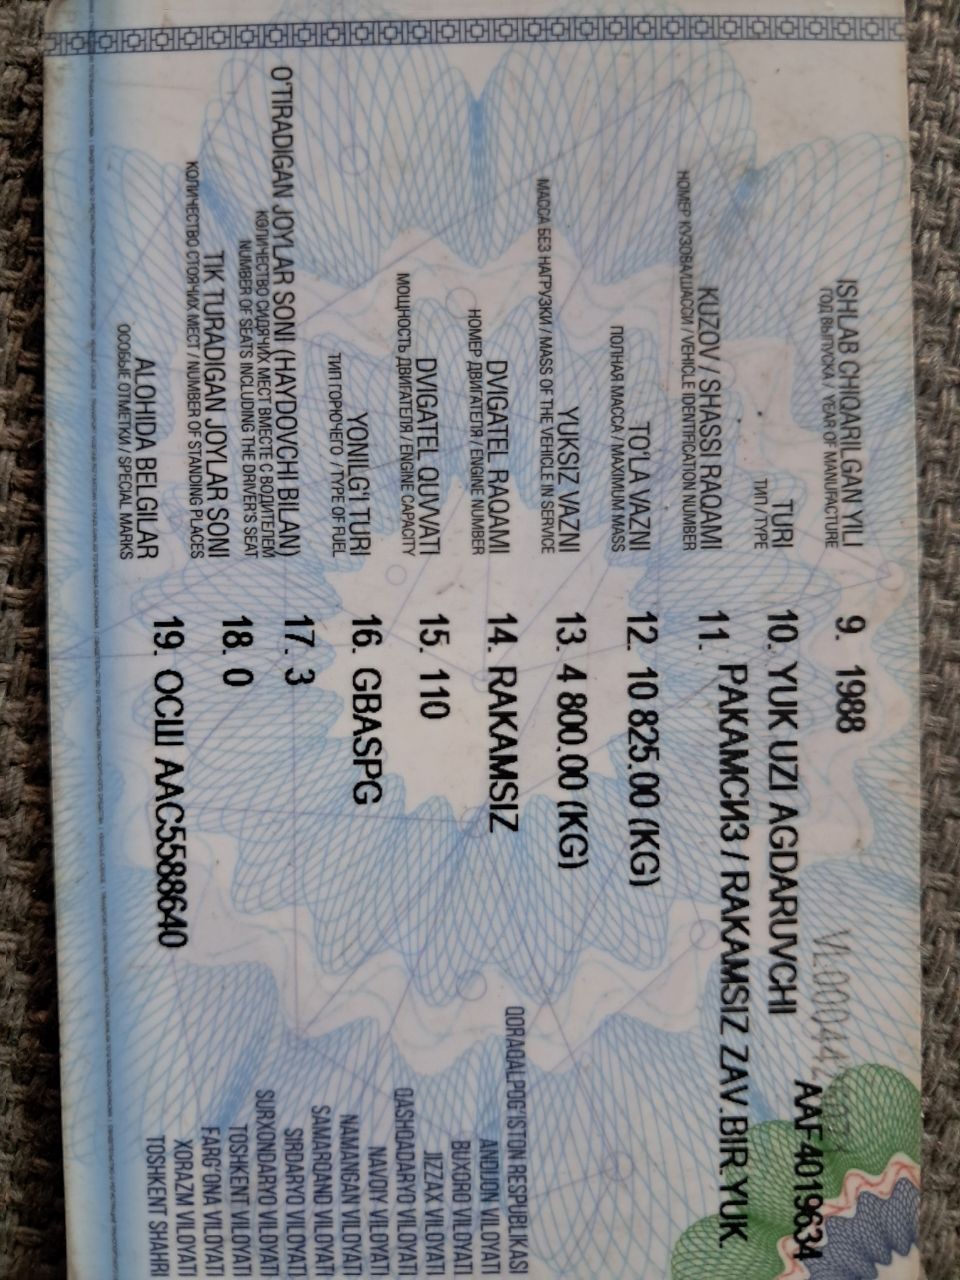 VL000442
AAF4019634
ISHLAB CHIQARILGAN YILI 9. 1988
ГОД ВЫПУСКА / YEAR OF MANUFACTURE
TURI 10. YUK UZI AGDARUVCHI
ТИП / TYPE
KUZOV / SHASSI RAQAMI 11. РАКАМСИЗ / RAKAMSIZ ZAV.BIR.YUK
НОМЕР КУЗОВА/ШАССИ / VEHICLE IDENTIFICATION NUMBER
TO'LA VAZNI 12. 10 825.00 (KG)
ПОЛНАЯ МАССА / MAXIMUM MASS
YUKSIZ VAZNI 13. 4 800.00 (KG)
МАССА БЕЗ НАГРУЗКИ / MASS OF THE VEHICLE IN SERVICE
DVIGATEL RAQAMI 14. RAKAMSIZ
НОМЕР ДВИГАТЕЛЯ / ENGINE NUMBER
DVIGATEL QUVVATI 15. 110
МОЩНОСТЬ ДВИГАТЕЛЯ / ENGINE CAPACITY
YONILG'I TURI 16. GBASPG
ТИП ГОРЮЧЕГО / TYPE OF FUEL
O'TIRADIGAN JOYLAR SONI (HAYDOVCHI BILAN) 17. 3
КОЛИЧЕСТВО СИДЯЧИХ МЕСТ ВМЕСТЕ С ВОДИТЕЛЕМ
NUMBER OF SEATS INCLUDING THE DRIVER'S SEAT
TIK TURADIGAN JOYLAR SONI 18. 0
КОЛИЧЕСТВО СТОЯЧИХ МЕСТ / NUMBER OF STANDING PLACES
ALOHIDA BELGILAR 19. ОСШ ААС5588640
ОСОБЫЕ ОТМЕТКИ / SPECIAL MARKS
QORAQALPOG'ISTON RESPUBLIKASI
ANDIJON VILOYATI
BUXORO VILOYATI
JIZZAX VILOYATI
QASHQADARYO VILOYATI
NAVOIY VILOYATI
NAMANGAN VILOYATI
SAMARQAND VILOYATI
SIRDARYO VILOYATI
SURXONDARYO VILOYATI
TOSHKENT VILOYATI
FARG'ONA VILOYATI
XORAZM VILOYATI
TOSHKENT SHAHRI